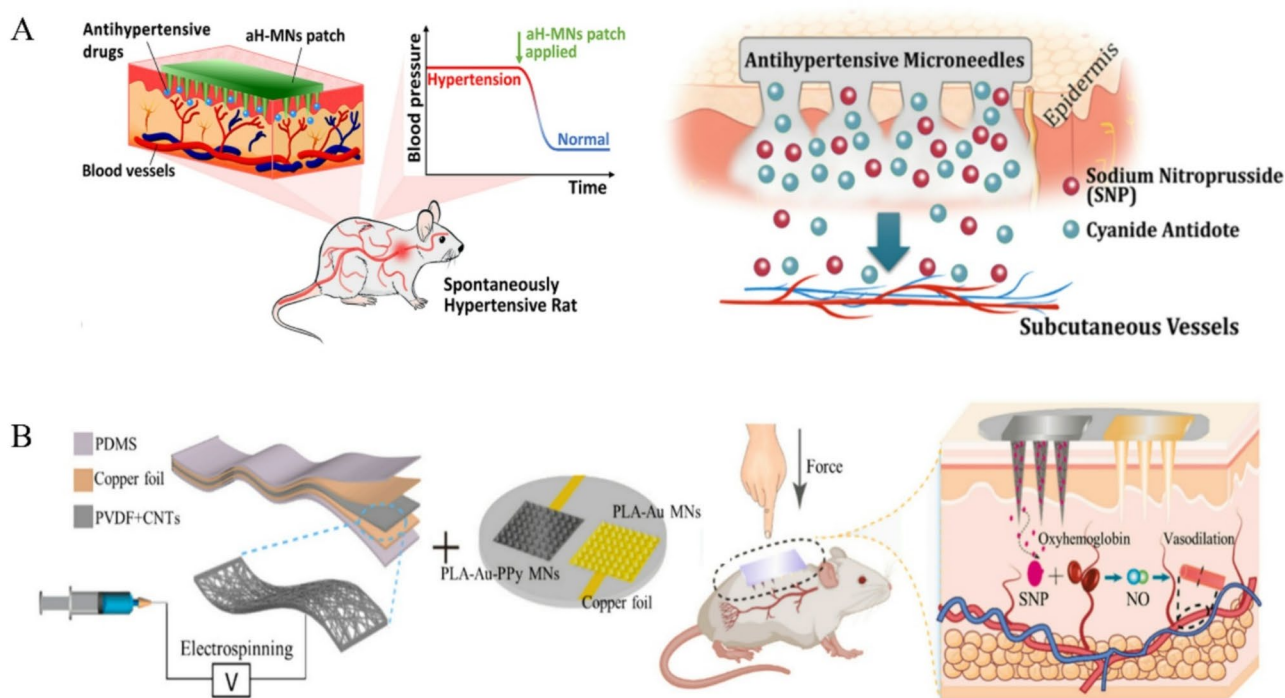 A
Antihypertensive
drugs
aH-MNs patch
Blood vessels
Blood pressure
aH-MNs patch
applied
Hypertension
Normal
Time
Spontaneously
Hypertensive Rat
Antihypertensive Microneedles
Epidermis
Sodium Nitroprusside
(SNP)
Cyanide Antidote
Subcutaneous Vessels
B
PDMS
Copper foil
PVDF+CNTs
Electrospinning
V
+
PLA-Au MNs
PLA-Au-PPy MNs
Copper foil
Force
Oxyhemoglobin
Vasodilation
+
SNP
NO